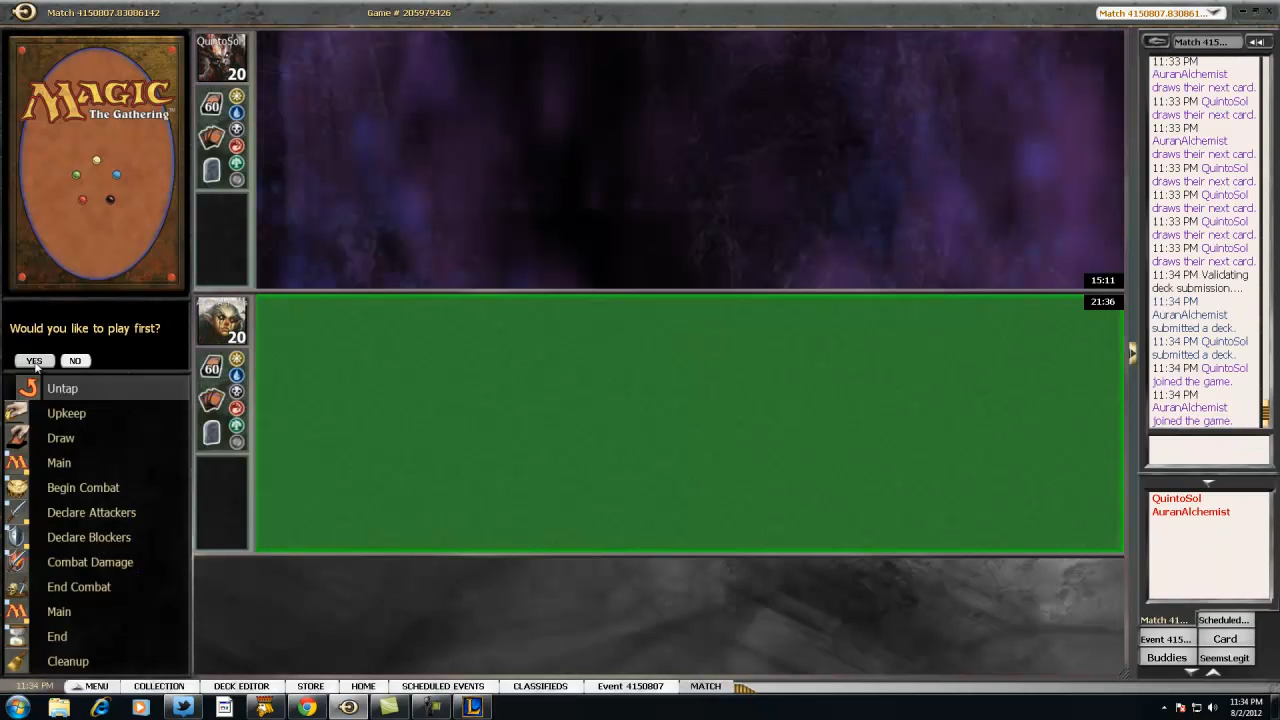 Match 4150807.83086142
Game # 205979426
Match 4150807.830861...
MAGIC
The Gathering
QuintoSol
20
60
15:11
21:36
20
60
Would you like to play first?
YES
NO
Untap
Upkeep
Draw
Main
Begin Combat
Declare Attackers
Declare Blockers
Combat Damage
End Combat
Main
End
Cleanup
Match 415...
11:33 PM
AuranAlchemist
draws their next card.
11:33 PM QuintoSol
draws their next card.
11:33 PM
AuranAlchemist
draws their next card.
11:33 PM QuintoSol
draws their next card.
11:33 PM QuintoSol
draws their next card.
11:33 PM QuintoSol
draws their next card.
11:33 PM QuintoSol
draws their next card.
11:34 PM Validating
deck submission....
11:34 PM
AuranAlchemist
submitted a deck.
11:34 PM QuintoSol
submitted a deck.
11:34 PM QuintoSol
joined the game.
11:34 PM
AuranAlchemist
joined the game.
QuintoSol
AuranAlchemist
Match 41...
Scheduled...
Event 415...
Card
Buddies
SeemsLegit
11:34 PM
MENU
COLLECTION
DECK EDITOR
STORE
HOME
SCHEDULED EVENTS
CLASSIFIEDS
Event 4150807
MATCH
11:34 PM
8/2/2012